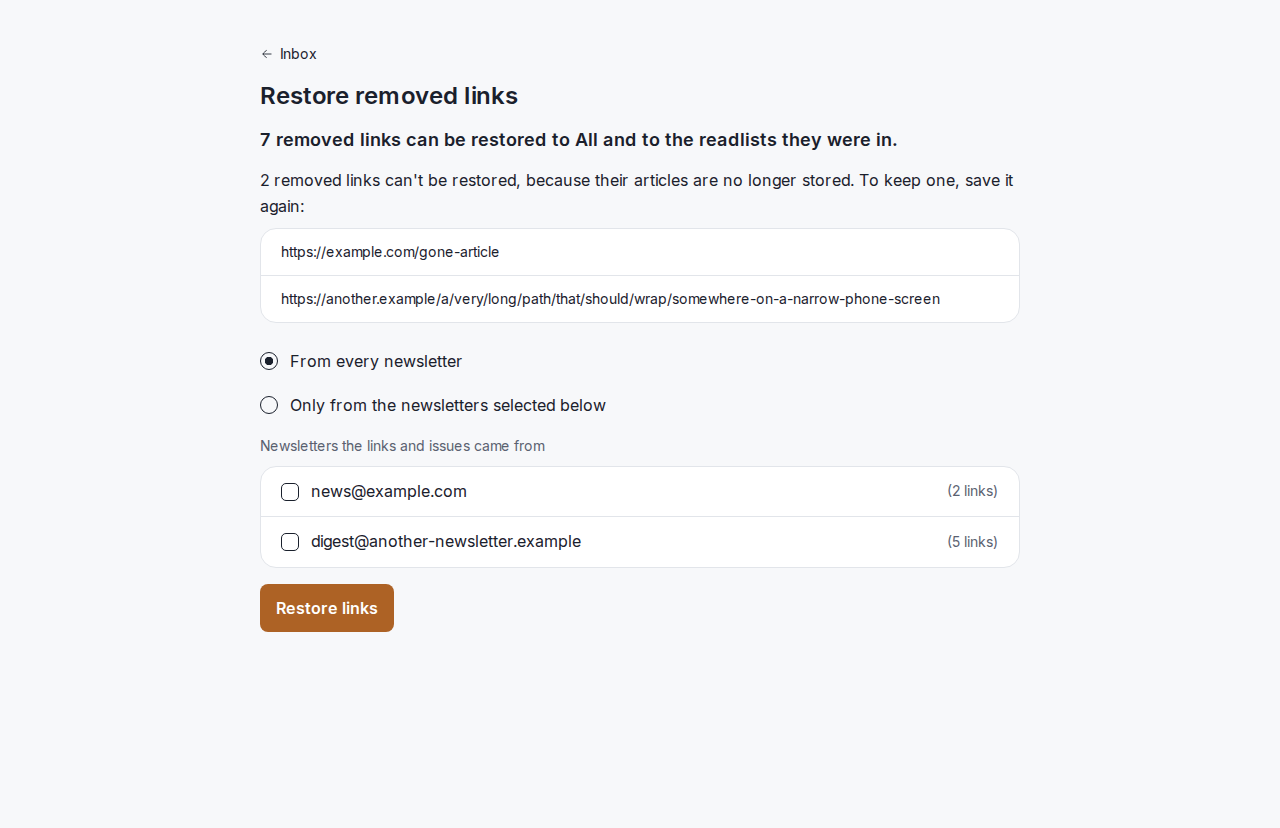 ← Inbox
Restore removed links
7 removed links can be restored to All and to the readlists they were in.
2 removed links can't be restored, because their articles are no longer stored. To keep one, save it
again:
https://example.com/gone-article
https://another.example/a/very/long/path/that/should/wrap/somewhere-on-a-narrow-phone-screen
From every newsletter
Only from the newsletters selected below
Newsletters the links and issues came from
news@example.com (2 links)
digest@another-newsletter.example (5 links)
Restore links